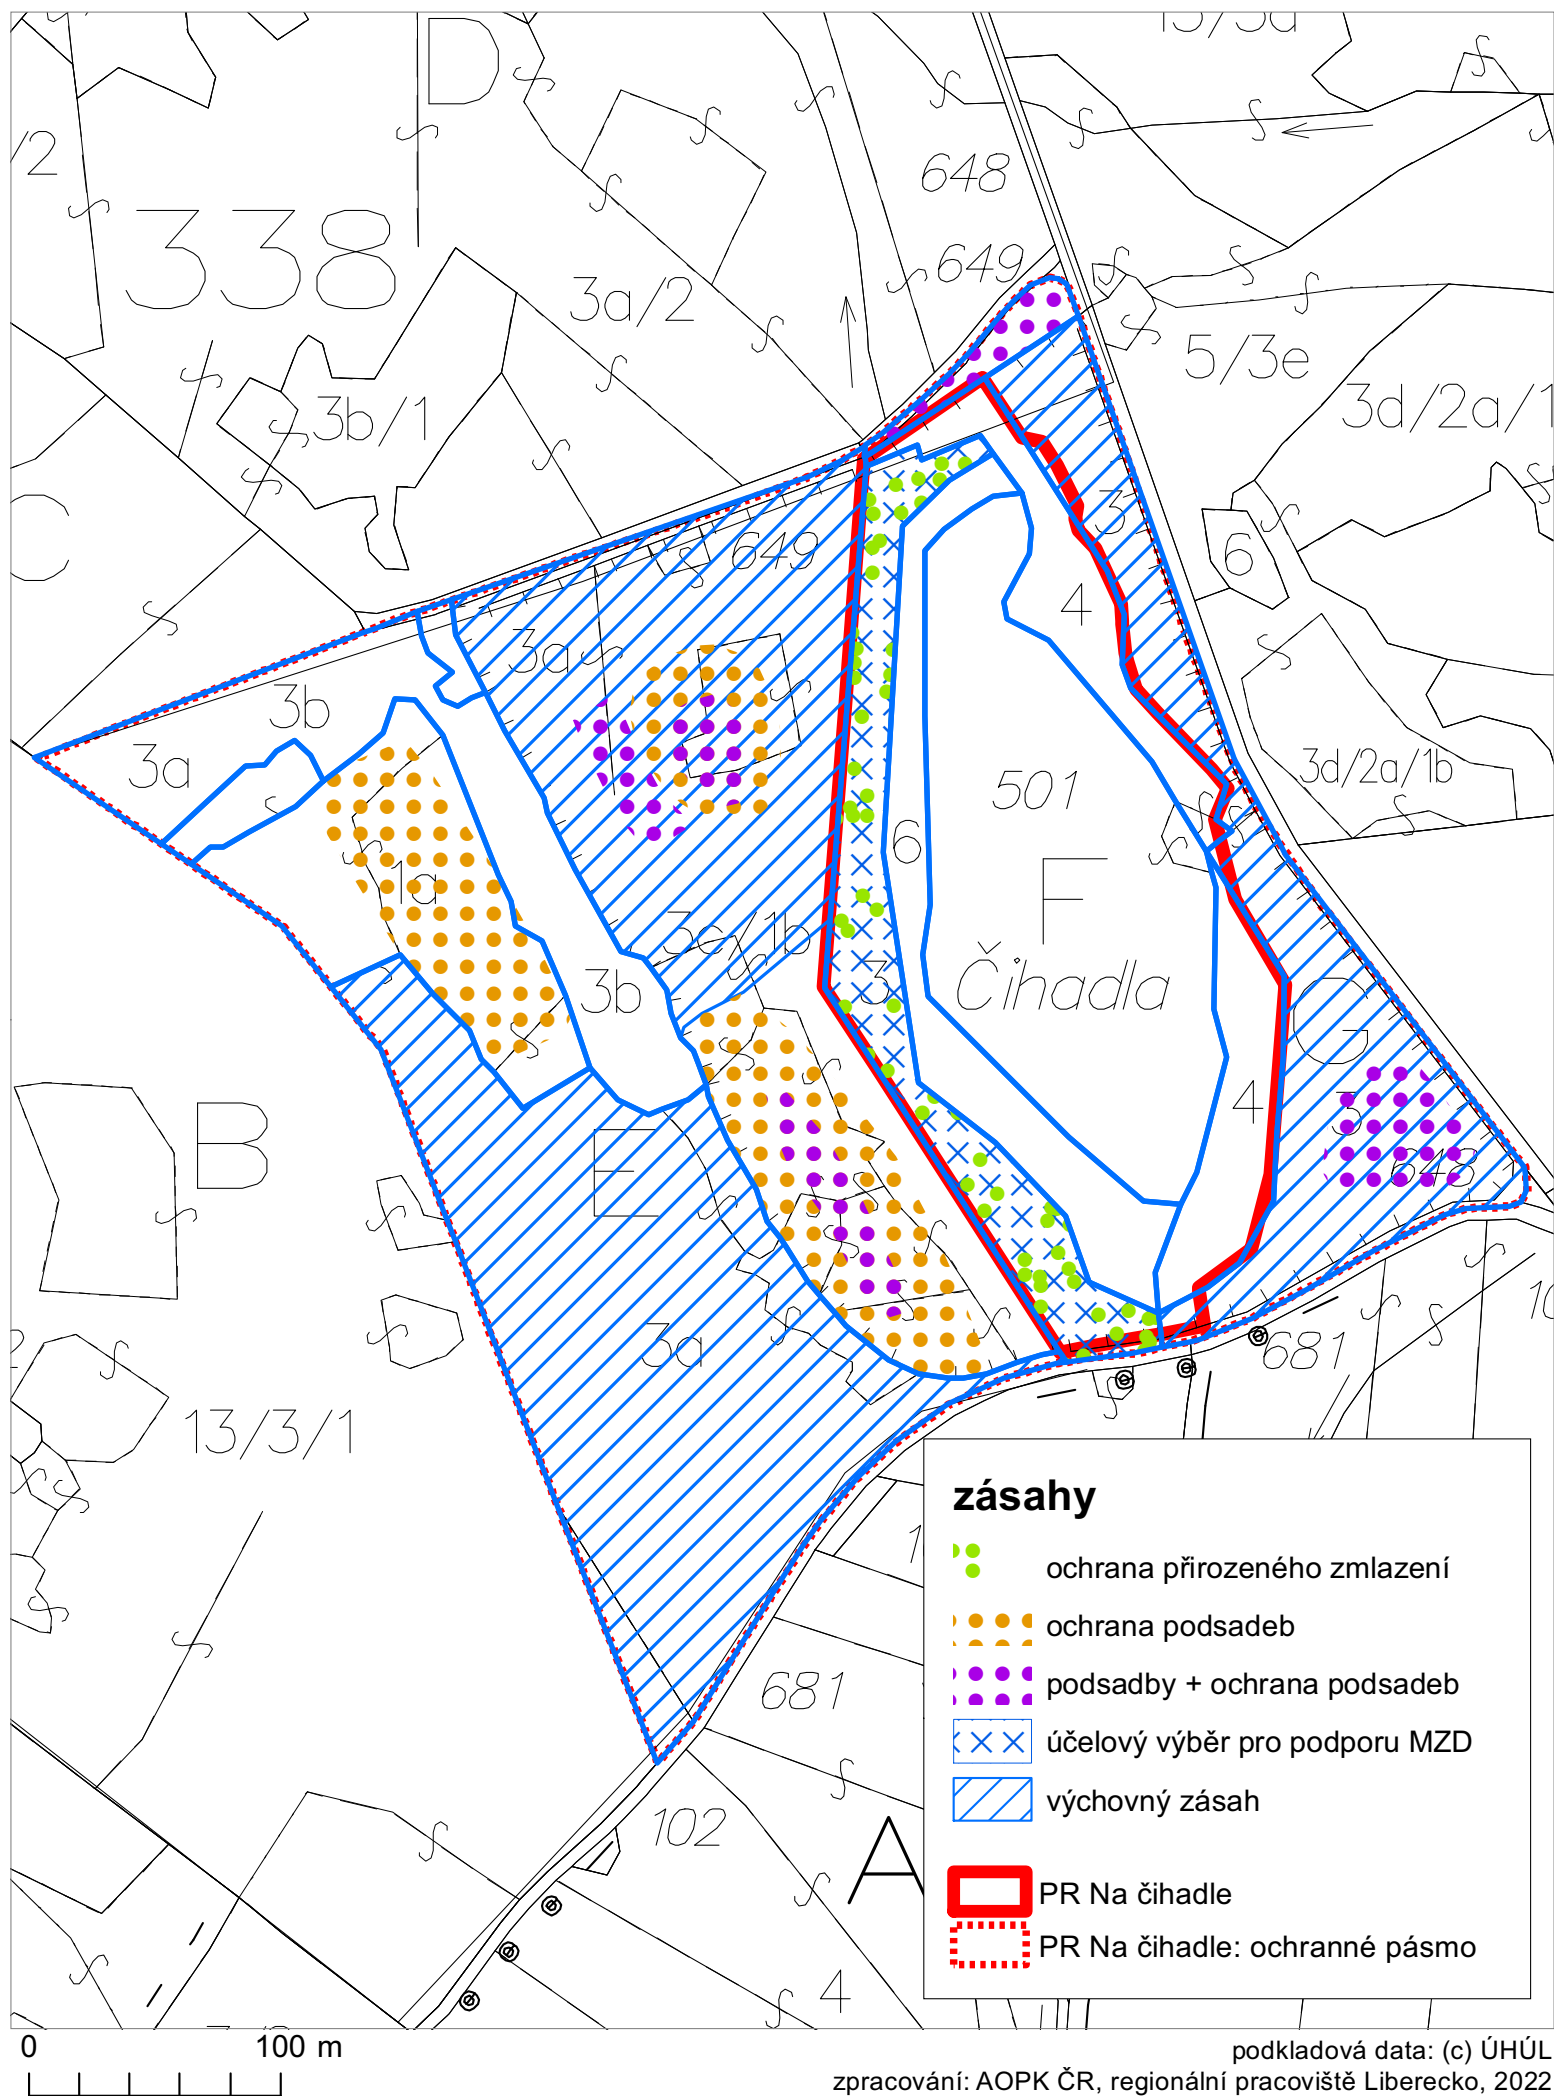 D
648
338
649
3a/2
5/3e
3d/2a/1
3b/1
C
649
3
6
4
3a
3b
3a
501
3d/2a/1b
6
1a
F
3c/1b
Čihadla
3b
3
G
4
3
B
E
648
3a
681
13/3/1
681
102
A
4
zásahy
ochrana přirozeného zmlazení
ochrana podsadeb
podsadby + ochrana podsadeb
účelový výběr pro podporu MZD
výchovný zásah
PR Na čihadle
PR Na čihadle: ochranné pásmo
0 100 m
podkladová data: (c) ÚHÚL
zpracování: AOPK ČR, regionální pracoviště Liberecko, 2022